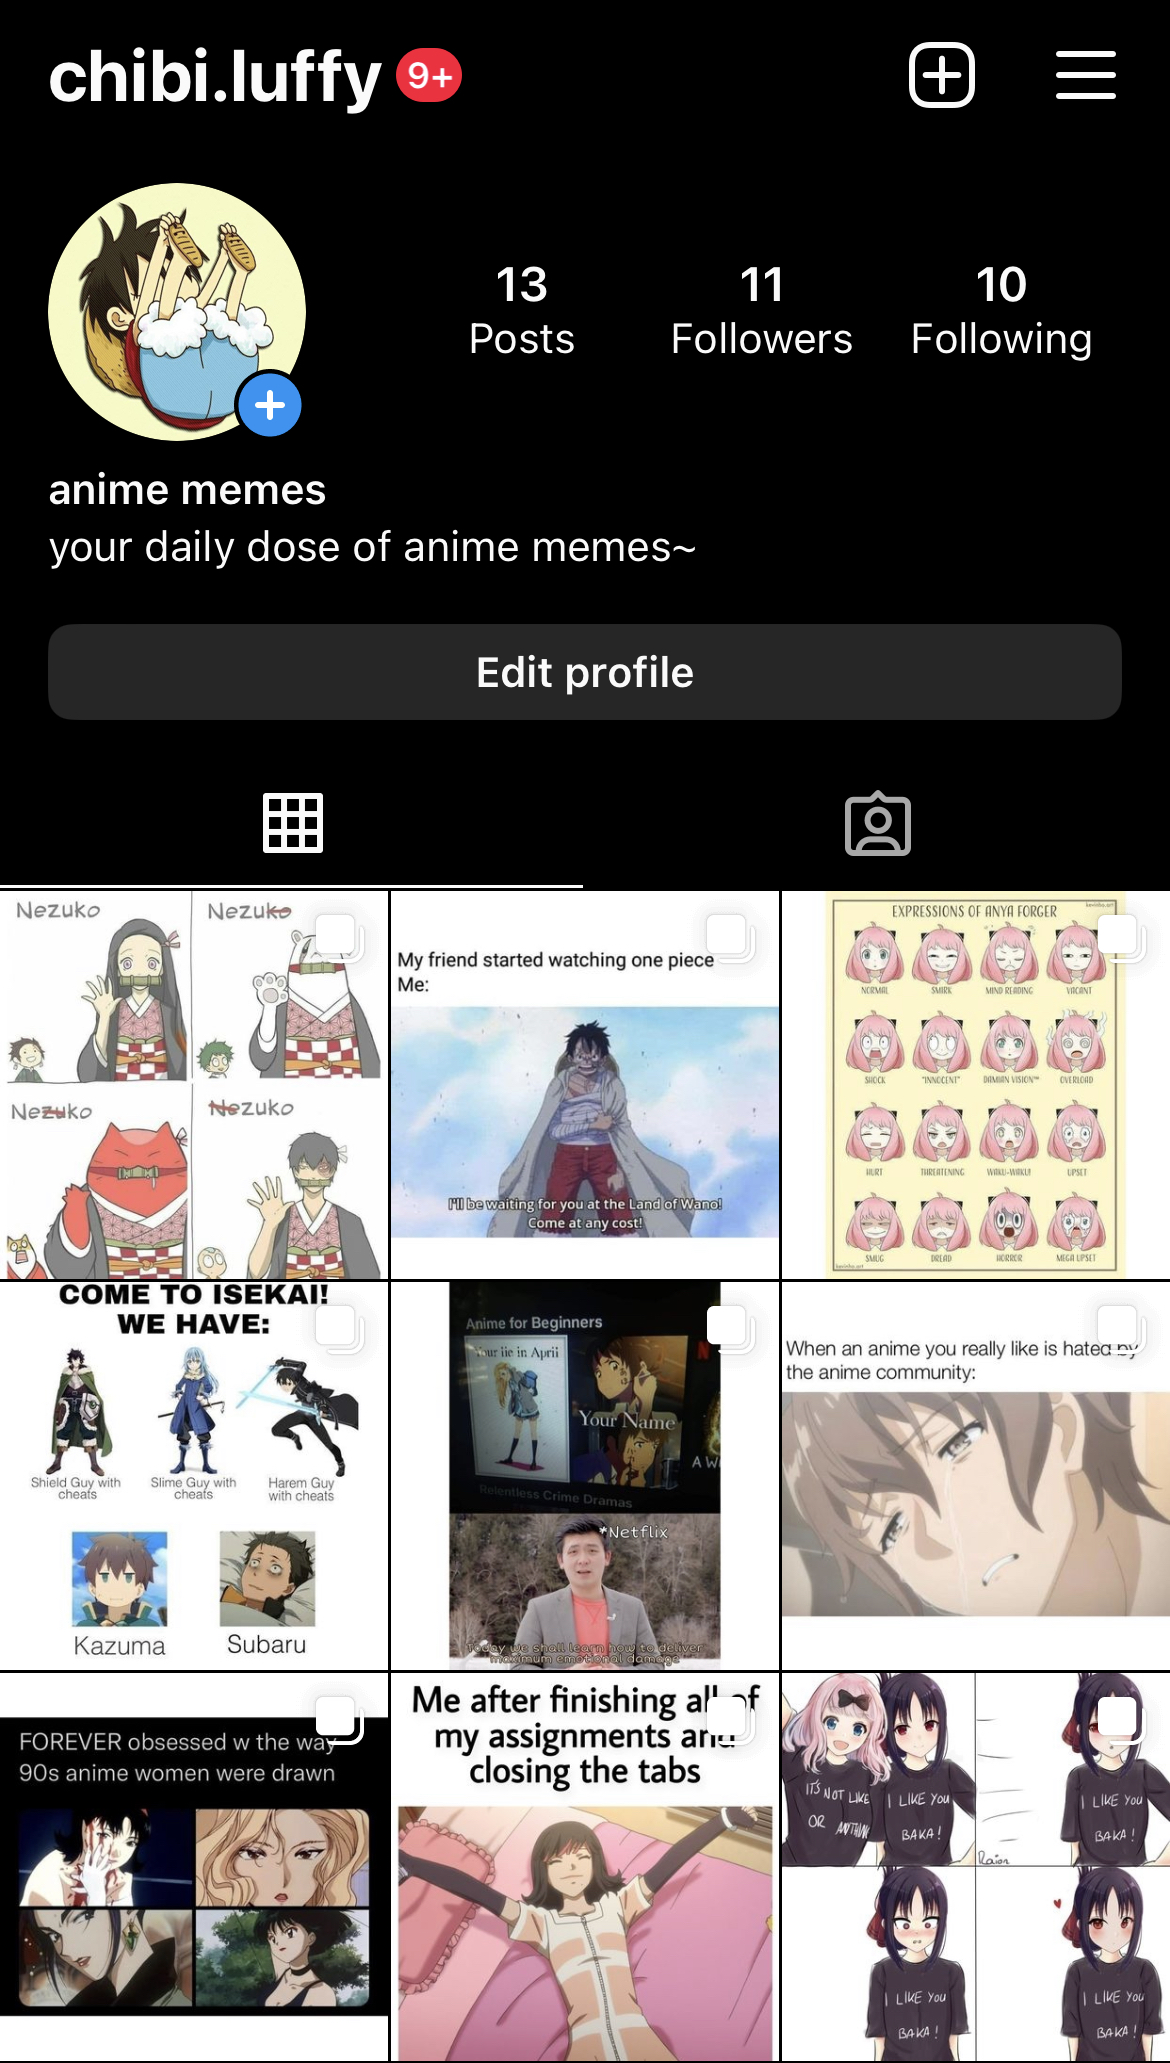 chibi.luffy 9+
13
Posts
11
Followers
10
Following
anime memes
your daily dose of anime memes~
Edit profile
Nezuko
Nezuko
Nezuko
Nezuko
My friend started watching one piece
Me:
I'll be waiting for you at the Land of Wano!
Come at any cost!
kevinho.art
EXPRESSIONS OF ANYA FORGER
NORMAL
SMIRK
MIND READING
VACANT
SHOCK
"INNOCENT"
DAMIAN VISION™
OVERLOAD
HURT
THREATENING
WAKU-WAKU!
UPSET
SMUG
DREAD
HORROR
MEGA UPSET
kevinho.art
COME TO ISEKAI!
WE HAVE:
Shield Guy with
cheats
Slime Guy with
cheats
Harem Guy
with cheats
Kazuma
Subaru
Anime for Beginners
Your lie in April
Your Name
A W
Relentless Crime Dramas
*Netflix
Today we shall learn how to deliver
maximum emotional damage
When an anime you really like is hated by
the anime community:
FOREVER obsessed w the way
90s anime women were drawn
Me after finishing all of
my assignments and
closing the tabs
IT'S NOT LIKE
OR ANYTHING
I LIKE YOU
BAKA!
I LIKE YOU
BAKA!
Raion
I LIKE YOU
BAKA!
I LIKE YOU
BAKA!